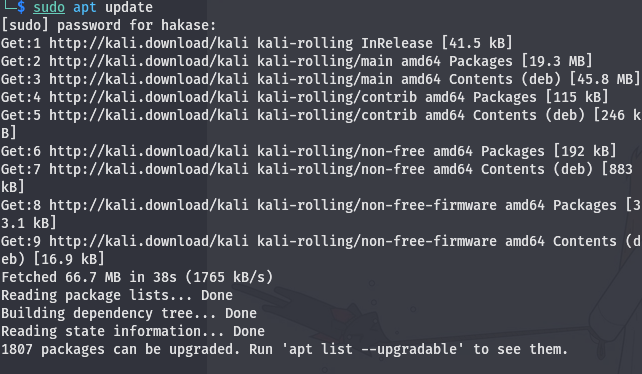 └─$ sudo apt update
[sudo] password for hakase:
Get:1 http://kali.download/kali kali-rolling InRelease [41.5 kB]
Get:2 http://kali.download/kali kali-rolling/main amd64 Packages [19.3 MB]
Get:3 http://kali.download/kali kali-rolling/main amd64 Contents (deb) [45.8 MB]
Get:4 http://kali.download/kali kali-rolling/contrib amd64 Packages [115 kB]
Get:5 http://kali.download/kali kali-rolling/contrib amd64 Contents (deb) [246 k
B]
Get:6 http://kali.download/kali kali-rolling/non-free amd64 Packages [192 kB]
Get:7 http://kali.download/kali kali-rolling/non-free amd64 Contents (deb) [883
kB]
Get:8 http://kali.download/kali kali-rolling/non-free-firmware amd64 Packages [3
3.1 kB]
Get:9 http://kali.download/kali kali-rolling/non-free-firmware amd64 Contents (d
eb) [16.9 kB]
Fetched 66.7 MB in 38s (1765 kB/s)
Reading package lists... Done
Building dependency tree... Done
Reading state information... Done
1807 packages can be upgraded. Run 'apt list --upgradable' to see them.